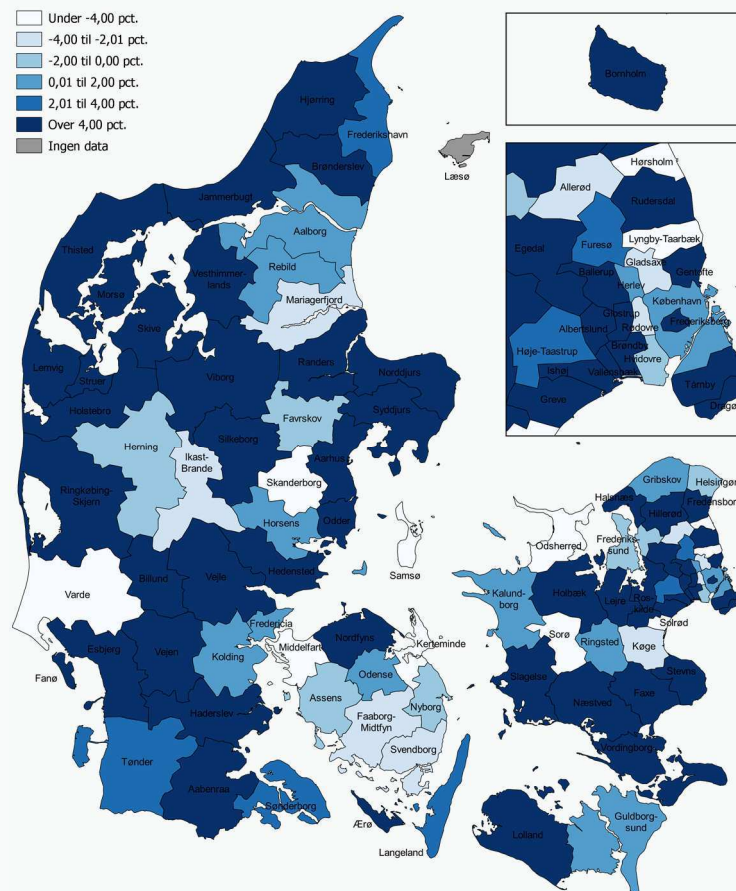 Under -4,00 pct.
-4,00 til -2,01 pct.
-2,00 til 0,00 pct.
0,01 til 2,00 pct.
2,01 til 4,00 pct.
Over 4,00 pct.
Ingen data
Bornholm
Hjørring
Frederikshavn
Brønderslev
Læsø
Jammerbugt
Thisted
Aalborg
Vesthimmer-
lands
Rebild
Morsø
Mariagerfjord
Skive
Lemvig
Struer
Viborg
Randers
Norddjurs
Holstebro
Favrskov
Syddjurs
Herning
Ikast-
Brande
Silkeborg
Aarhus
Skanderborg
Ringkøbing-
Skjern
Horsens
Odder
Samsø
Hedensted
Varde
Billund
Vejle
Fredericia
Esbjerg
Vejen
Kolding
Middelfart
Nordfyns
Kerteminde
Fanø
Odense
Assens
Nyborg
Haderslev
Faaborg-
Midtfyn
Svendborg
Tønder
Aabenraa
Sønderborg
Ærø
Langeland
Hørsholm
Allerød
Rudersdal
Egedal
Furesø
Lyngby-Taarbæk
Gladsaxe
Ballerup
Gentofte
Herlev
København
Glostrup
Frederiksberg
Albertslund
Rødovre
Høje-Taastrup
Brøndby
Hvidovre
Ishøj
Vallensbæk
Tårnby
Greve
Dragør
Gribskov
Helsingør
Halsnæs
Fredensborg
Hillerød
Odsherred
Frederiks-
sund
Kalund-
borg
Holbæk
Lejre
Ros-
kilde
Solrød
Sorø
Ringsted
Køge
Stevns
Slagelse
Næstved
Faxe
Vordingborg
Lolland
Guldborg-
sund